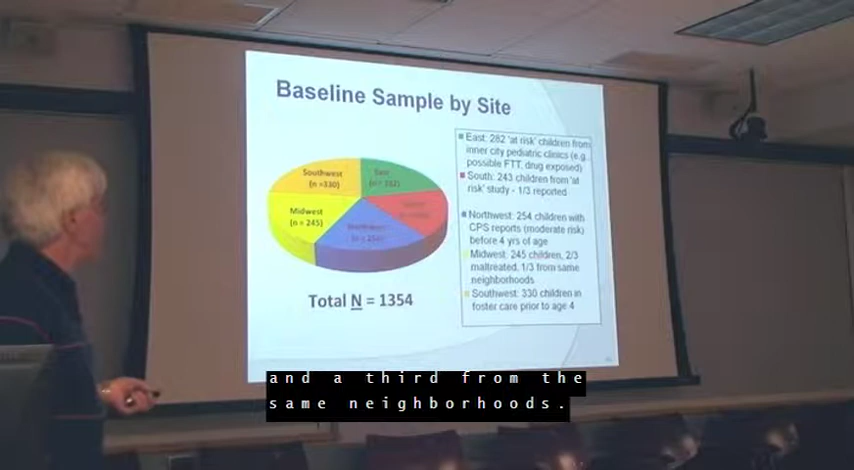 Baseline Sample by Site
Southwest
(n =330)
East
Midwest
(n = 245)
Total N = 1354
East: 282 'at risk' children from
inner city pediatric clinics (e.g.,
possible FTT, drug exposed)
South: 243 children from 'at
risk' study - 1/3 reported
Northwest: 254 children with
CPS reports (moderate risk)
before 4 yrs of age
Midwest: 245 children, 2/3
maltreated, 1/3 from same
neighborhoods
Southwest: 330 children in
foster care prior to age 4
and a third from the
same neighborhoods.